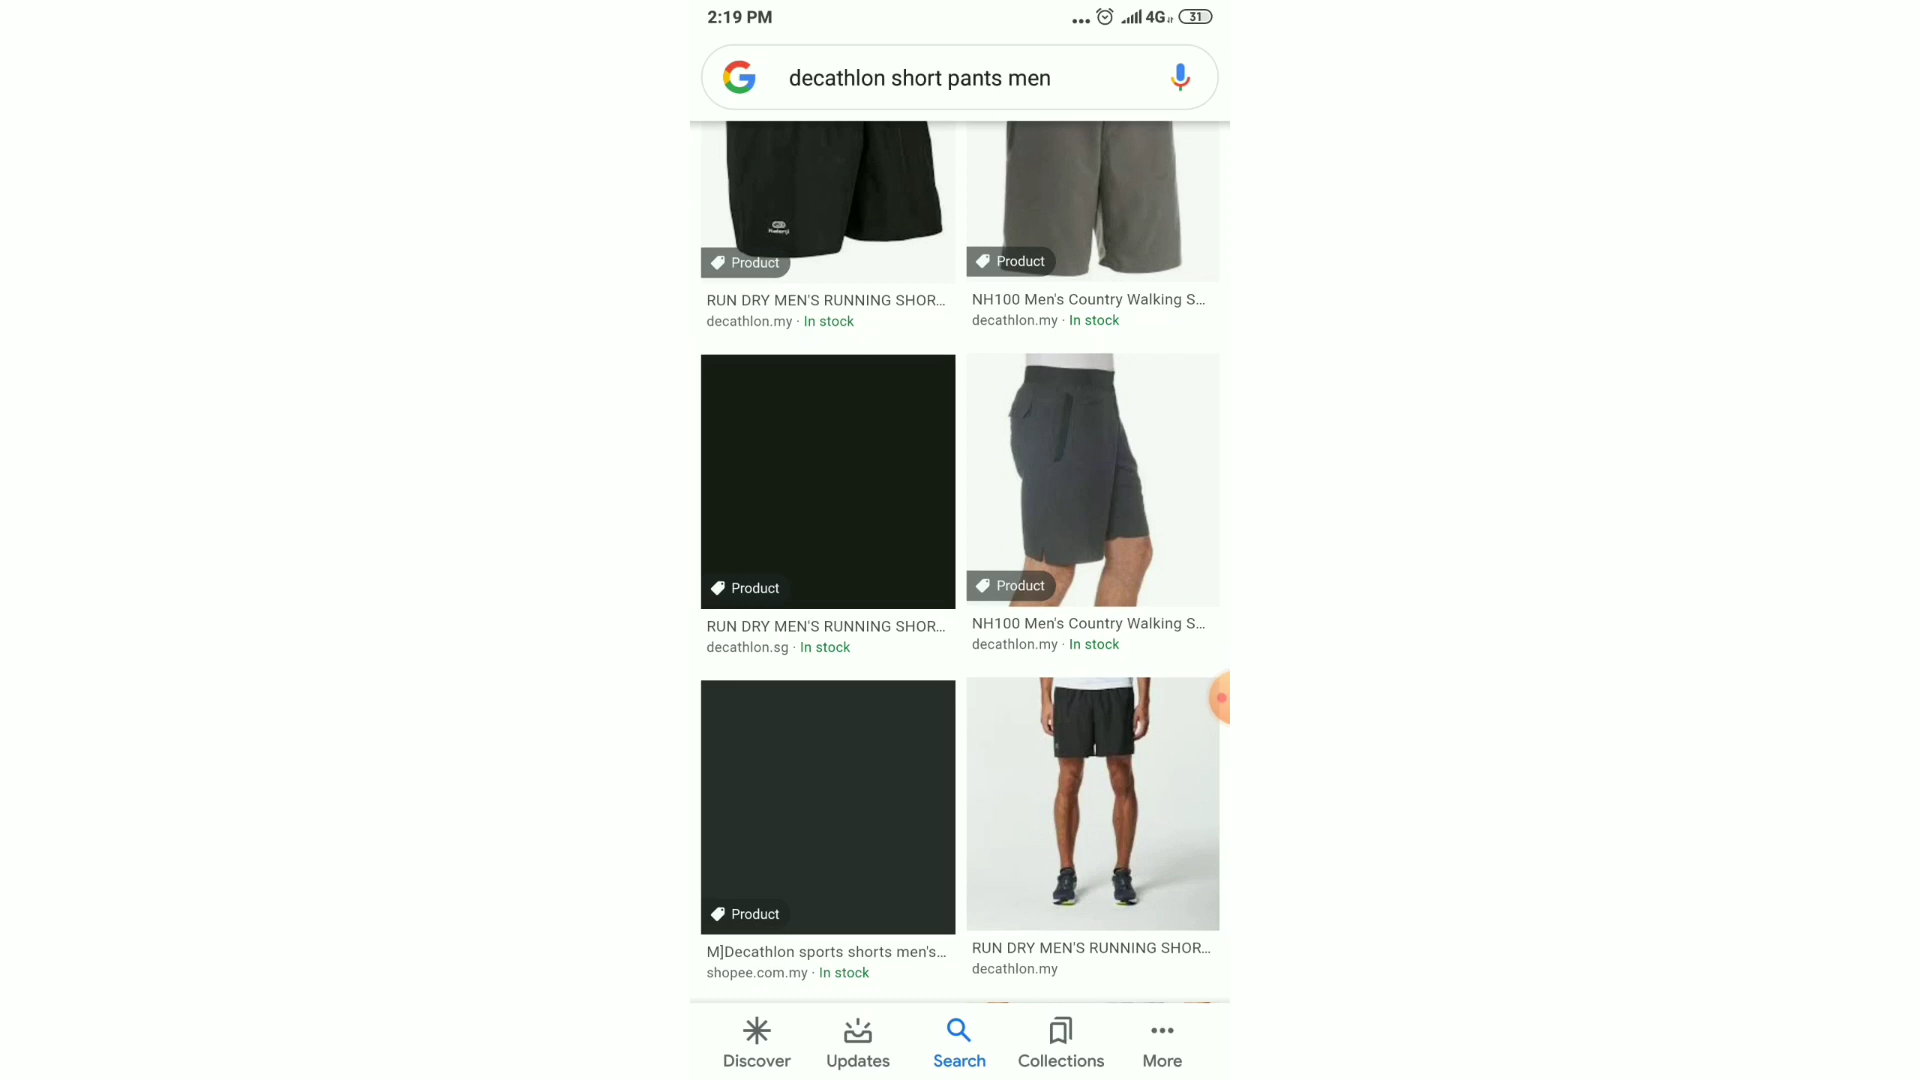 2:19 PM
4G
31
decathlon short pants men
Product
Product
RUN DRY MEN'S RUNNING SHOR...
decathlon.my · In stock
NH100 Men's Country Walking S...
decathlon.my · In stock
Product
Product
RUN DRY MEN'S RUNNING SHOR...
decathlon.sg · In stock
NH100 Men's Country Walking S...
decathlon.my · In stock
Product
M]Decathlon sports shorts men's...
shopee.com.my · In stock
RUN DRY MEN'S RUNNING SHOR...
decathlon.my
Discover
Updates
Search
Collections
More